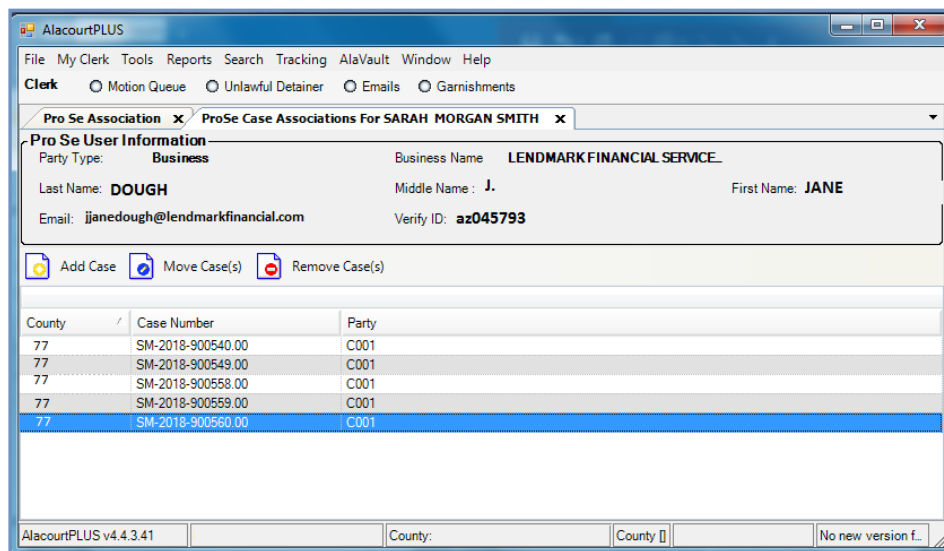 AlacourtPLUS
File My Clerk Tools Reports Search Tracking AlaVault Window Help
Clerk Motion Queue Unlawful Detainer Emails Garnishments
Pro Se Association X ProSe Case Associations For SARAH MORGAN SMITH X
Pro Se User Information
Party Type: Business Business Name LENDMARK FINANCIAL SERVICE...
Last Name: DOUGH Middle Name : J. First Name: JANE
Email: jjanedough@lendmarkfinancial.com Verify ID: az045793
Add Case Move Case(s) Remove Case(s)
County Case Number Party
77 SM-2018-900540.00 C001
77 SM-2018-900549.00 C001
77 SM-2018-900558.00 C001
77 SM-2018-900559.00 C001
77 SM-2018-900560.00 C001
AlacourtPLUS v4.4.3.41 County: County [] No new version f...